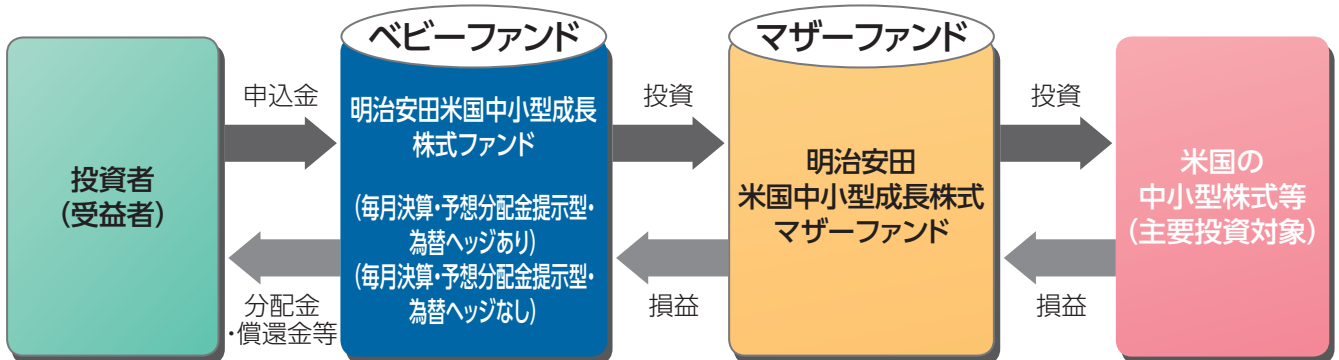 投資者
(受益者)
申込金
分配金
・償還金等
ベビーファンド
明治安田米国中小型成長
株式ファンド
(毎月決算・予想分配金提示型・
為替ヘッジあり)
(毎月決算・予想分配金提示型・
為替ヘッジなし)
投資
損益
マザーファンド
明治安田
米国中小型成長株式
マザーファンド
投資
損益
米国の
中小型株式等
(主要投資対象)